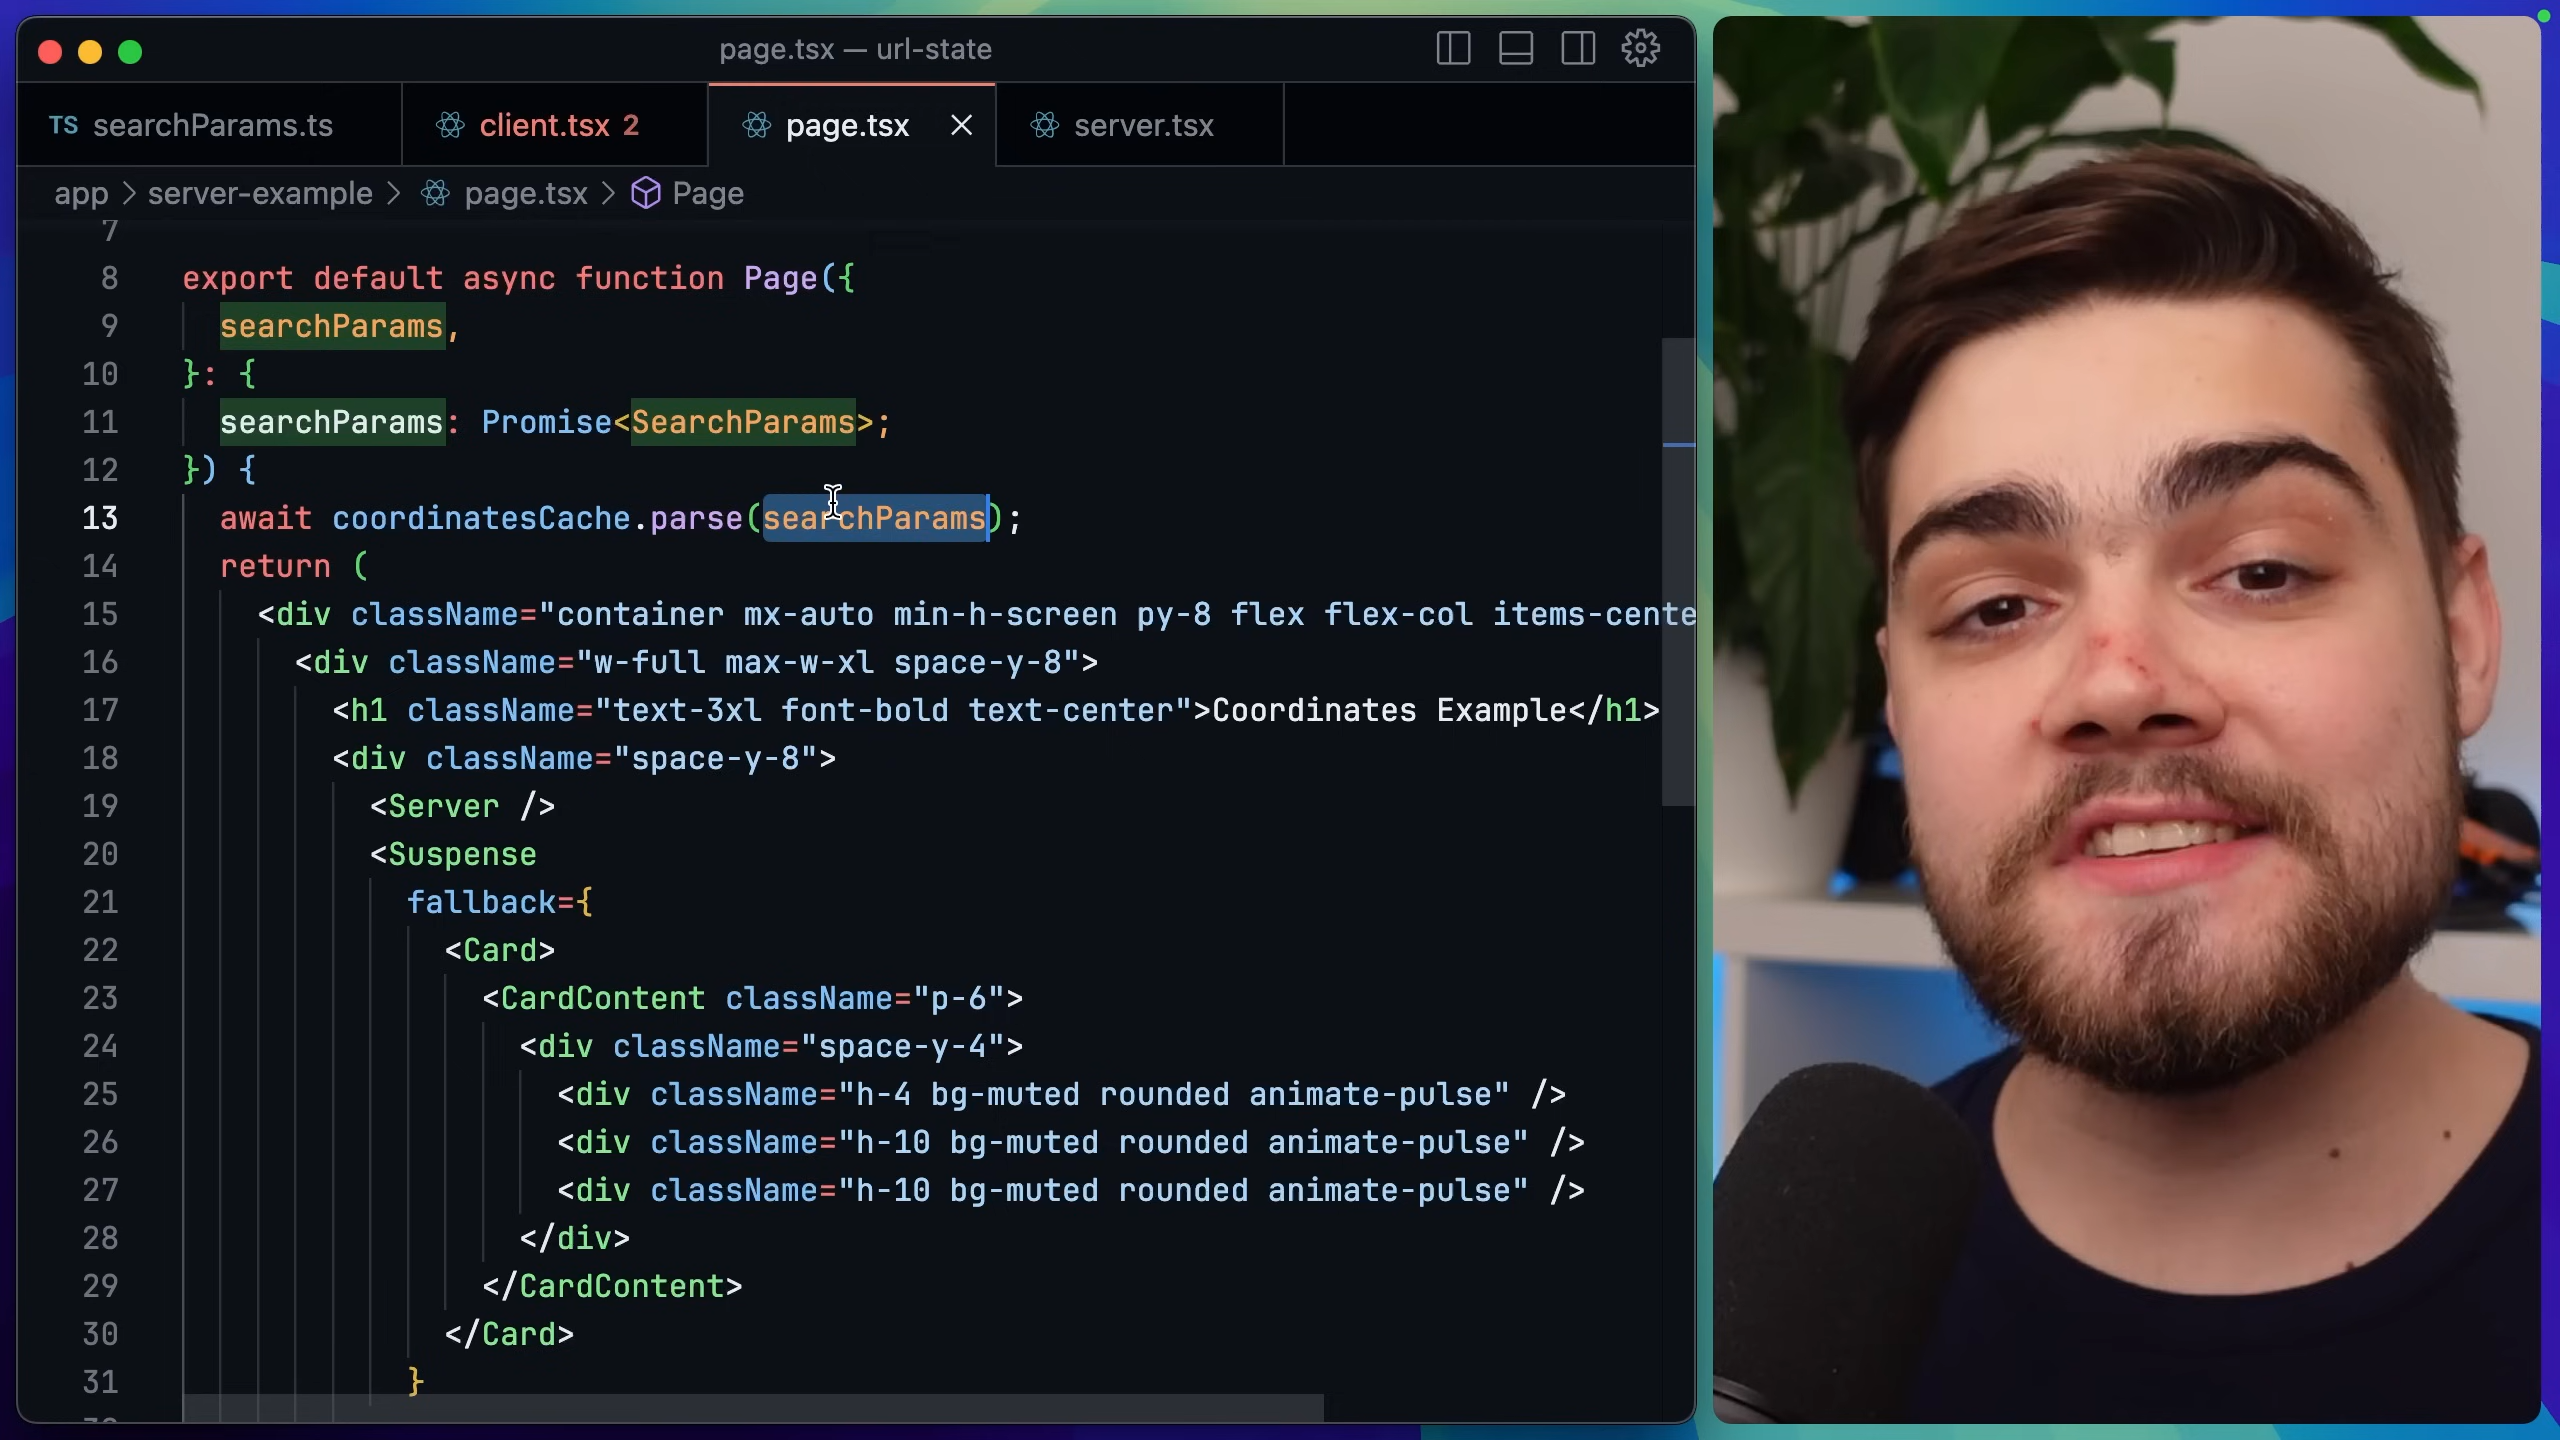 page.tsx — url-state
TS searchParams.ts
client.tsx 2
page.tsx
server.tsx
app > server-example > page.tsx > Page
7
8 export default async function Page({
9 searchParams,
10 }: {
11 searchParams: Promise<SearchParams>;
12 }) {
13 await coordinatesCache.parse(searchParams);
14 return (
15 <div className="container mx-auto min-h-screen py-8 flex flex-col items-cente
16 <div className="w-full max-w-xl space-y-8">
17 <h1 className="text-3xl font-bold text-center">Coordinates Example</h1>
18 <div className="space-y-8">
19 <Server />
20 <Suspense
21 fallback={
22 <Card>
23 <CardContent className="p-6">
24 <div className="space-y-4">
25 <div className="h-4 bg-muted rounded animate-pulse" />
26 <div className="h-10 bg-muted rounded animate-pulse" />
27 <div className="h-10 bg-muted rounded animate-pulse" />
28 </div>
29 </CardContent>
30 </Card>
31 }